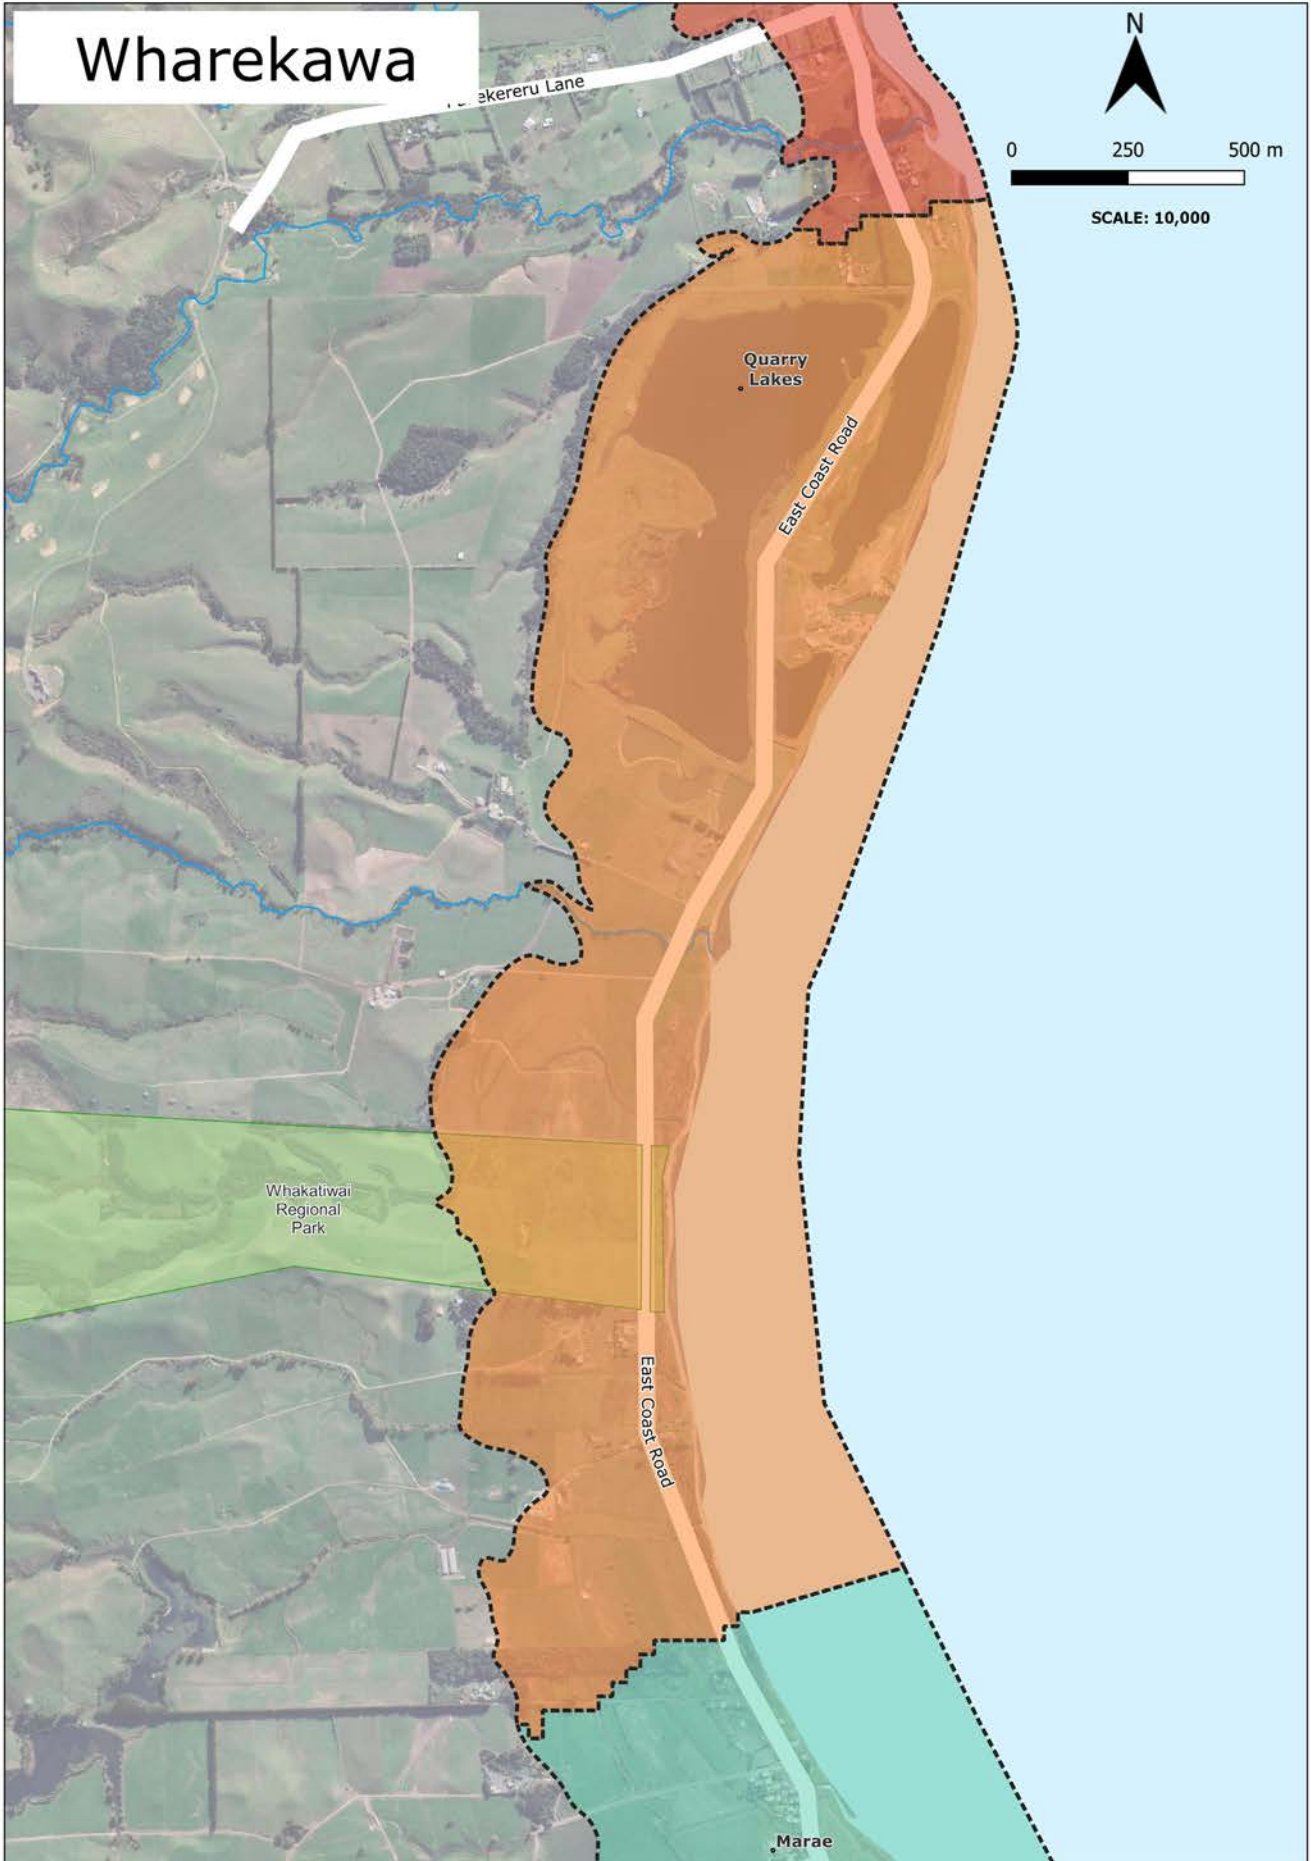 Wharekawa
N
0 250 500 m
SCALE: 10,000
Lane
Quarry
Lakes
East Coast Road
Whakatiwai
Regional
Park
East Coast Road
Marae